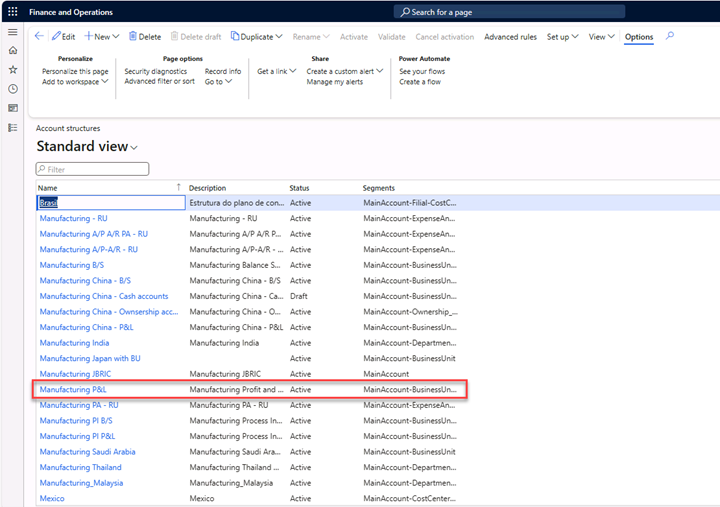 Finance and Operations
Search for a page
Edit New Delete Delete draft Duplicate Rename Activate Validate Cancel activation Advanced rules Set up View Options
Personalize Page options Share Power Automate
Personalize this page Security diagnostics Record info Get a link Create a custom alert See your flows
Add to workspace Advanced filter or sort Go to Manage my alerts Create a flow
Account structures
Standard view
Filter
Name Description Status Segments
Brasil Estrutura do plano de con... Active MainAccount-Filial-CostC...
Manufacturing - RU Manufacturing - RU Active MainAccount-ExpenseAn...
Manufacturing A/P A/R PA - RU Manufacturing A/P A/R P... Active MainAccount-ExpenseAn...
Manufacturing A/P-A/R - RU Manufacturing A/P-A/R - ... Active MainAccount-ExpenseAn...
Manufacturing B/S Manufacturing Balance S... Active MainAccount-BusinessUn...
Manufacturing China - B/S Manufacturing China - B/S Active MainAccount-BusinessUn...
Manufacturing China - Cash accounts Manufacturing China - Ca... Draft MainAccount-BusinessUn...
Manufacturing China - Ownsership acc... Manufacturing China - O... Active MainAccount-Ownership_...
Manufacturing China - P&L Manufacturing China - P&L Active MainAccount-BusinessUn...
Manufacturing India Manufacturing India Active MainAccount-Departmen...
Manufacturing Japan with BU Active MainAccount-BusinessUnit
Manufacturing JBRIC Manufacturing JBRIC Active MainAccount
Manufacturing P&L Manufacturing Profit and ... Active MainAccount-BusinessUn...
Manufacturing PA - RU Manufacturing PA - RU Active MainAccount-ExpenseAn...
Manufacturing PI B/S Manufacturing Process In... Active MainAccount-BusinessUn...
Manufacturing PI P&L Manufacturing Process In... Active MainAccount-BusinessUn...
Manufacturing Saudi Arabia Manufacturing Saudi Ara... Active MainAccount-BusinessUnit
Manufacturing Thailand Manufacturing Thailand ... Active MainAccount-Departmen...
Manufacturing_Malaysia Manufacturing_Malaysia Active MainAccount-Departmen...
Mexico Mexico Active MainAccount-CostCenter...